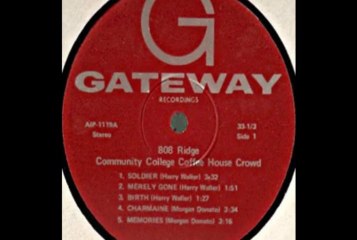 G
GATEWAY
RECORDINGS
AIP-1119A
Stereo
33-1/3
Side 1
808 Ridge
Community College Coffee House Crowd
1. SOLDIER (Harry Waller) 3:32
2. MERELY GONE (Harry Waller) 1:51
3. BIRTH (Harry Waller) 1:27
4. CHARMAINE (Morgan Donato) 2:34
5. MEMORIES (Morgan Donato) 2:16